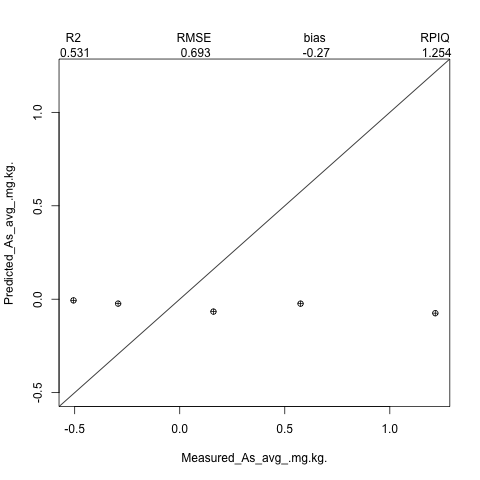 R2 RMSE bias RPIQ
0.531 0.693 -0.27 1.254
Predicted_As_avg_.mg.kg.
1.0
0.5
0.0
-0.5
-0.5 0.0 0.5 1.0
Measured_As_avg_.mg.kg.